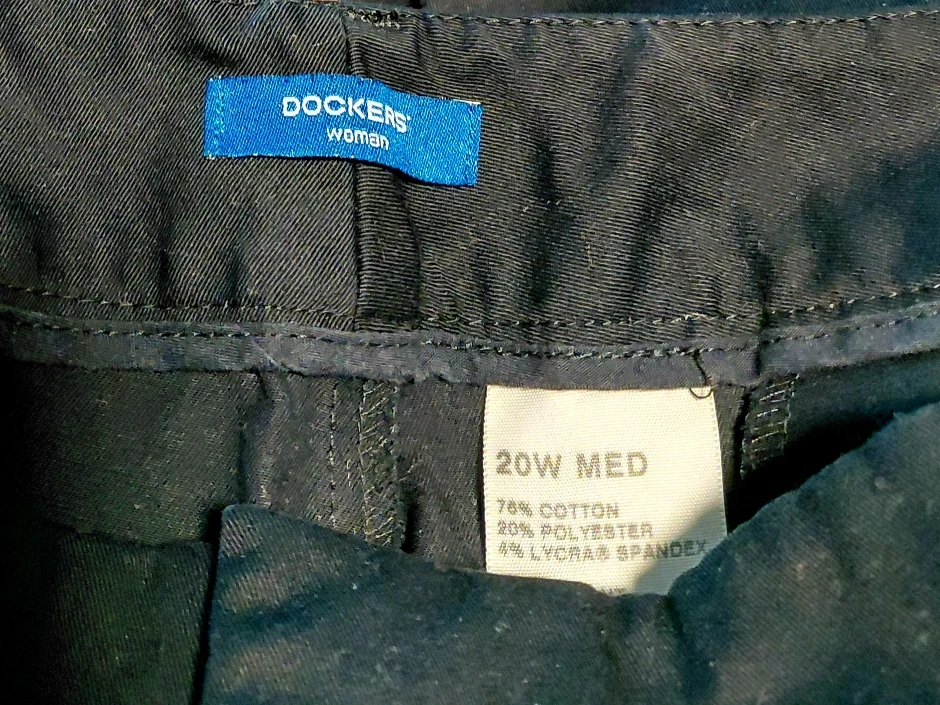 DOCKERS®
woman
20W MED
76% COTTON
20% POLYESTER
4% LYCRA® SPANDEX